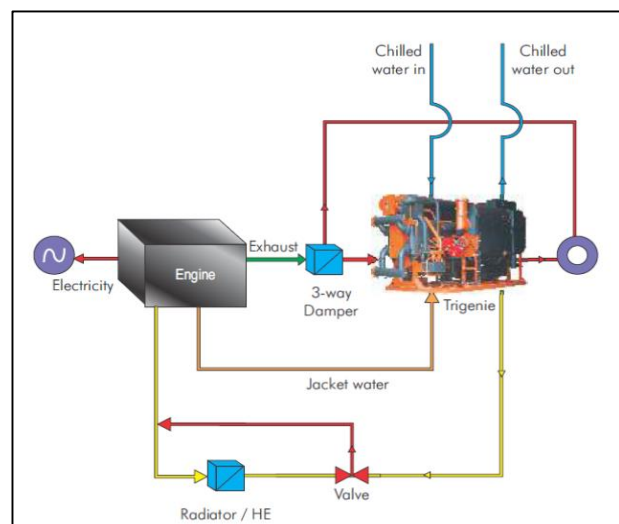 Chilled
water in
Chilled
water out
Exhaust
Engine
Electricity
3-way
Damper
Trigenie
Jacket water
Valve
Radiator / HE